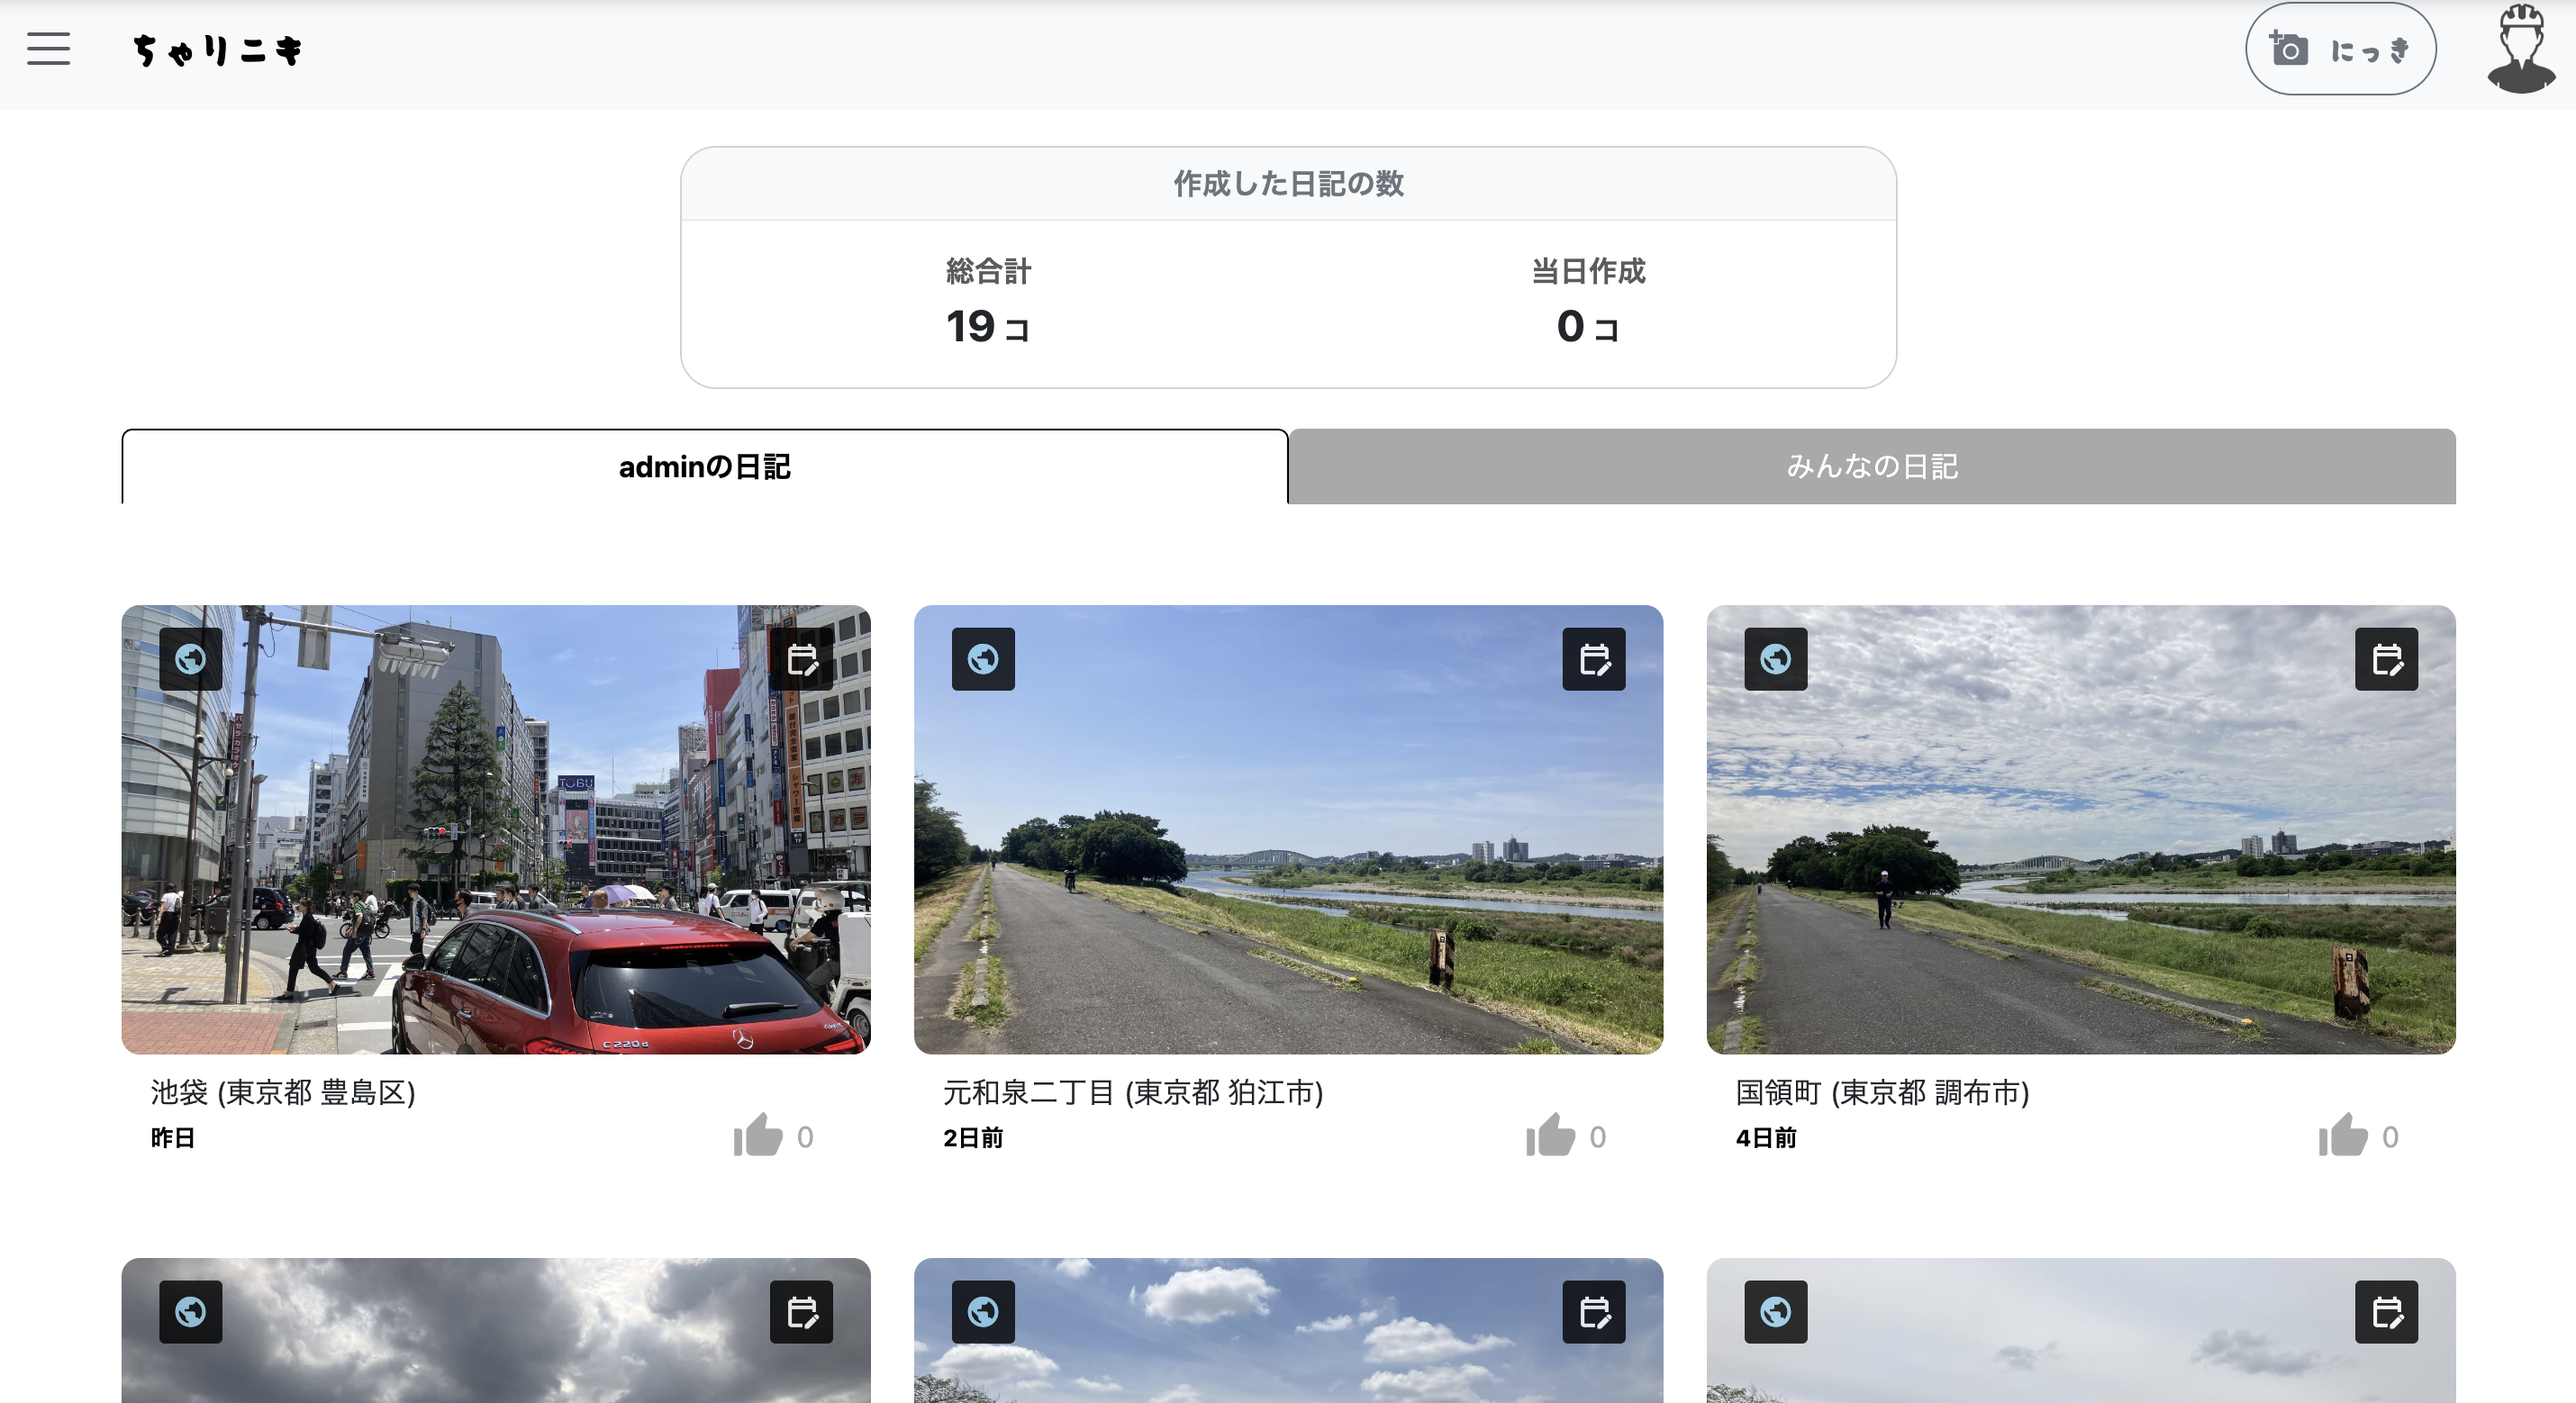 ちゃりニキ
にっき
作成した日記の数
総合計
当日作成
19 コ
0 コ
adminの日記
みんなの日記
TOBU
C 220 d
池袋 (東京都 豊島区)
昨日
0
元和泉二丁目 (東京都 狛江市)
2日前
0
国領町 (東京都 調布市)
4日前
0